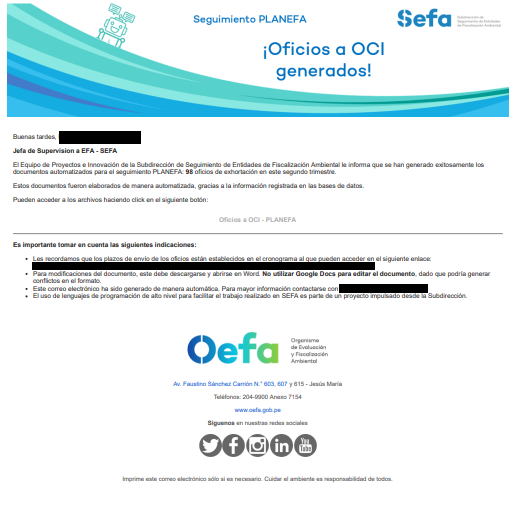 Seguimiento PLANEFA
Sefa
Subdirección de
Seguimiento de Entidades
de Fiscalización Ambiental
¡Oficios a OCI
generados!
Buenas tardes,
Jefa de Supervision a EFA - SEFA
El Equipo de Proyectos e Innovación de la Subdirección de Seguimiento de Entidades de Fiscalización Ambiental le informa que se han generado exitosamente los
documentos automatizados para el seguimiento PLANEFA: 98 oficios de exhortación en este segundo trimestre.
Estos documentos fueron elaborados de manera automatizada, gracias a la información registrada en las bases de datos.
Pueden acceder a los archivos haciendo click en el siguiente botón:
Oficios a OCI - PLANEFA
Es importante tomar en cuenta las siguientes indicaciones:
• Les recordamos que los plazos de envío de los oficios están establecidos en el cronograma al que pueden acceder en el siguiente enlace:
• Para modificaciones del documento, este debe descargarse y abrirse en Word. No utilizar Google Docs para editar el documento, dado que podría generar
conflictos en el formato.
• Este correo electrónico ha sido generado de manera automática. Para mayor información contactarse con
• El uso de lenguajes de programación de alto nivel para facilitar el trabajo realizado en SEFA es parte de un proyecto impulsado desde la Subdirección.
Oefa
Organismo
de Evaluación
y Fiscalización
Ambiental
Av. Faustino Sánchez Carrión N.° 603, 607 y 615 - Jesús María
Teléfonos: 204-9900 Anexo 7154
www.oefa.gob.pe
Síguenos en nuestras redes sociales
You
Tube
Imprime este correo electrónico sólo si es necesario. Cuidar el ambiente es responsabilidad de todos.